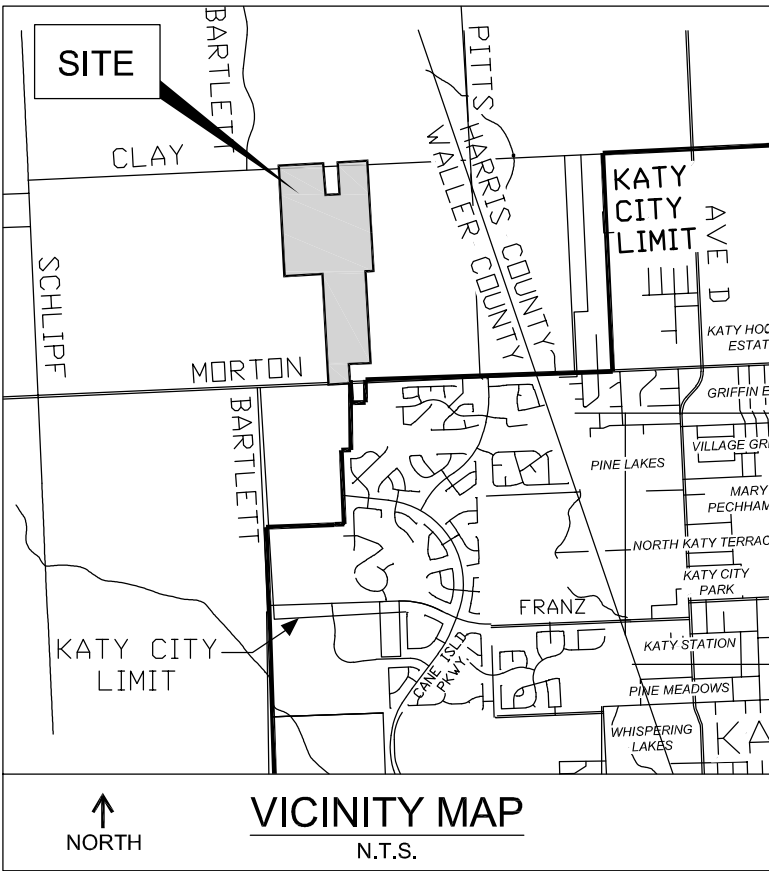 SITE
BARTLETT
PITTS
HARRIS COUNTY
WALLER COUNTY
CLAY
KATY
CITY
LIMIT
AVE D
SCHLIPF
KATY HOC
ESTAT
MORTON
BARTLETT
GRIFFIN E
VILLAGE GR
PINE LAKES
MARY
PECHHAM
NORTH KATY TERRAC
KATY CITY
PARK
FRANZ
KATY CITY
LIMIT
KATY STATION
CANE ISLD
PKWY.
PINE MEADOWS
WHISPERING
LAKES
KA
NORTH
VICINITY MAP
N.T.S.